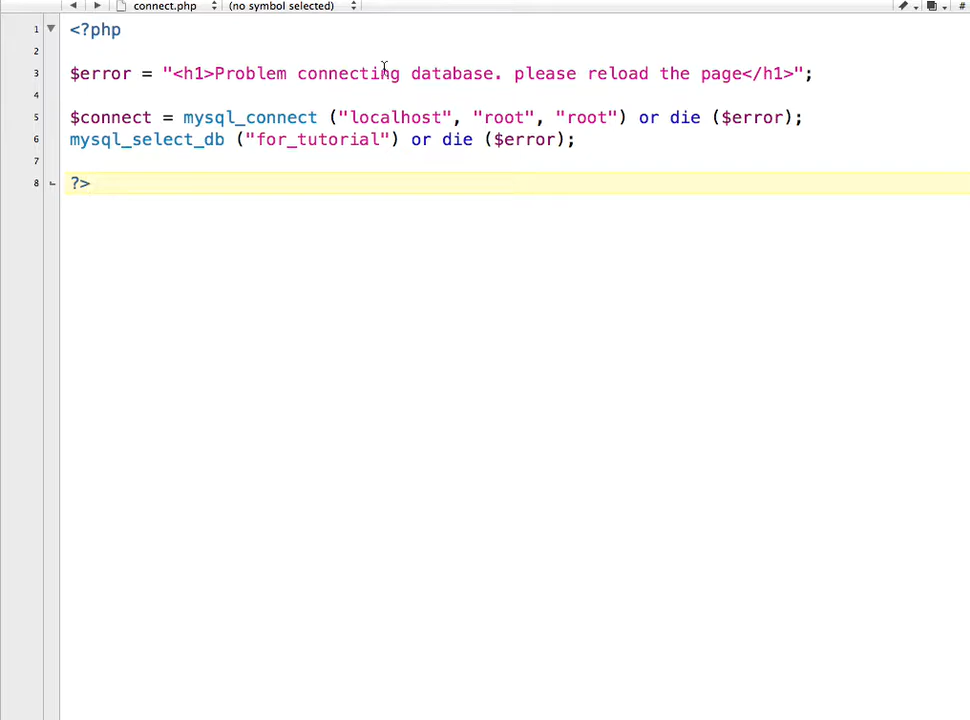 connect.php (no symbol selected) #
1 <?php
2
3 $error = "<h1>Problem connecting database. please reload the page</h1>";
4
5 $connect = mysql_connect ("localhost", "root", "root") or die ($error);
6 mysql_select_db ("for_tutorial") or die ($error);
7
8 ?>